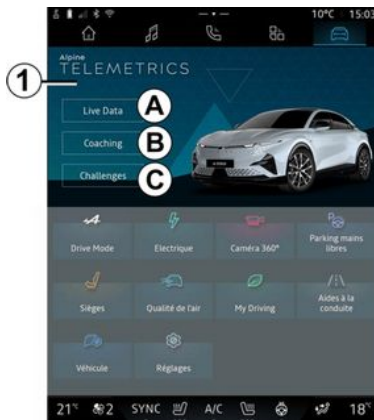 10°C 15:03
Alpine
TELEMETRICS
1
Live Data A
Coaching B
Challenges C
Drive Mode
Electrique
Caméra 360°
Parking mains
libres
Sièges
Qualité de l'air
My Driving
Aides à la
conduite
Véhicule
Réglages
21°C 2 SYNC A/C 18°C